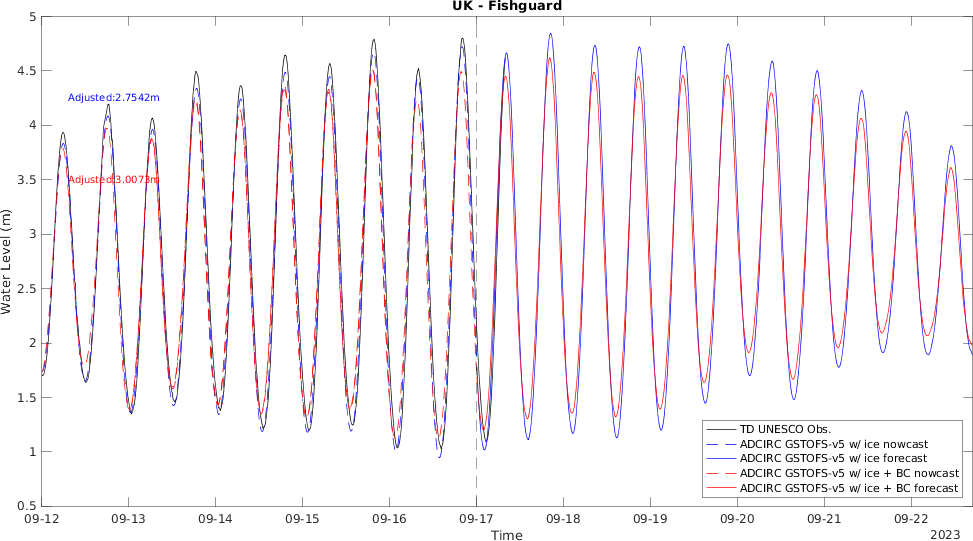 UK - Fishguard
5
4.5
4
3.5
3
2.5
2
1.5
1
0.5
Water Level (m)
Adjusted:2.7542m
Adjusted:3.0073m
TD UNESCO Obs.
ADCIRC GSTOFS-v5 w/ ice nowcast
ADCIRC GSTOFS-v5 w/ ice forecast
ADCIRC GSTOFS-v5 w/ ice + BC nowcast
ADCIRC GSTOFS-v5 w/ ice + BC forecast
09-12 09-13 09-14 09-15 09-16 09-17 09-18 09-19 09-20 09-21 09-22
Time
2023